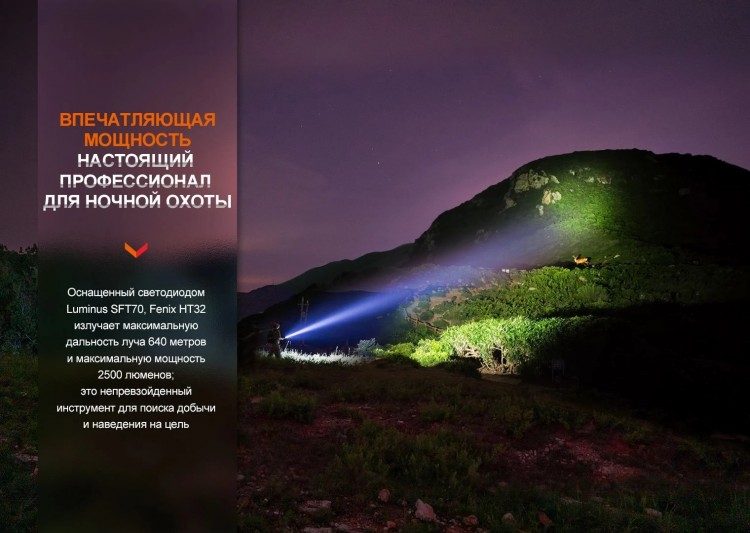 ВПЕЧАТЛЯЮЩАЯ
МОЩНОСТЬ
НАСТОЯЩИЙ
ПРОФЕССИОНАЛ
ДЛЯ НОЧНОЙ ОХОТЫ
Оснащенный светодиодом
Luminus SFT70, Fenix HT32
излучает максимальную
дальность луча 640 метров
и максимальную мощность
2500 люменов;
это непревзойденный
инструмент для поиска добычи
и наведения на цель